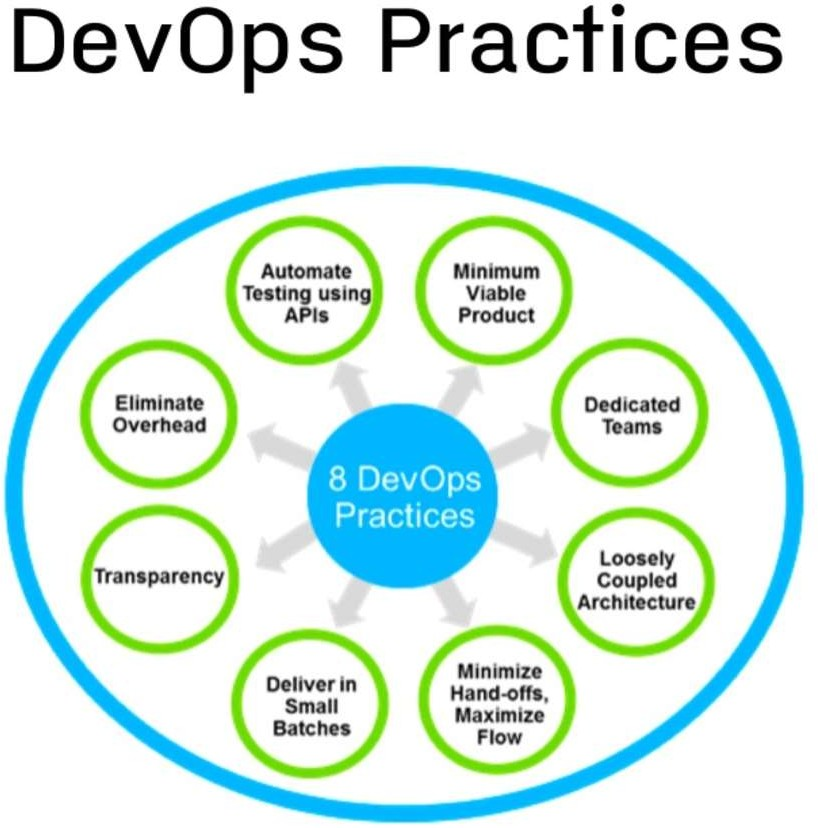 DevOps Practices
Automate
Testing using
APIs
Minimum
Viable
Product
Eliminate
Overhead
Dedicated
Teams
8 DevOps
Practices
Transparency
Loosely
Coupled
Architecture
Deliver in
Small
Batches
Minimize
Hand-offs,
Maximize
Flow